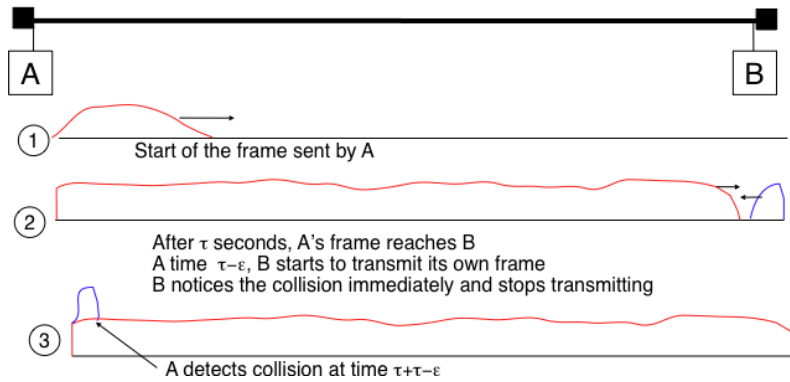 A
B
1
Start of the frame sent by A
2
After τ seconds, A's frame reaches B
A time τ−ε, B starts to transmit its own frame
B notices the collision immediately and stops transmitting
3
A detects collision at time τ+τ−ε